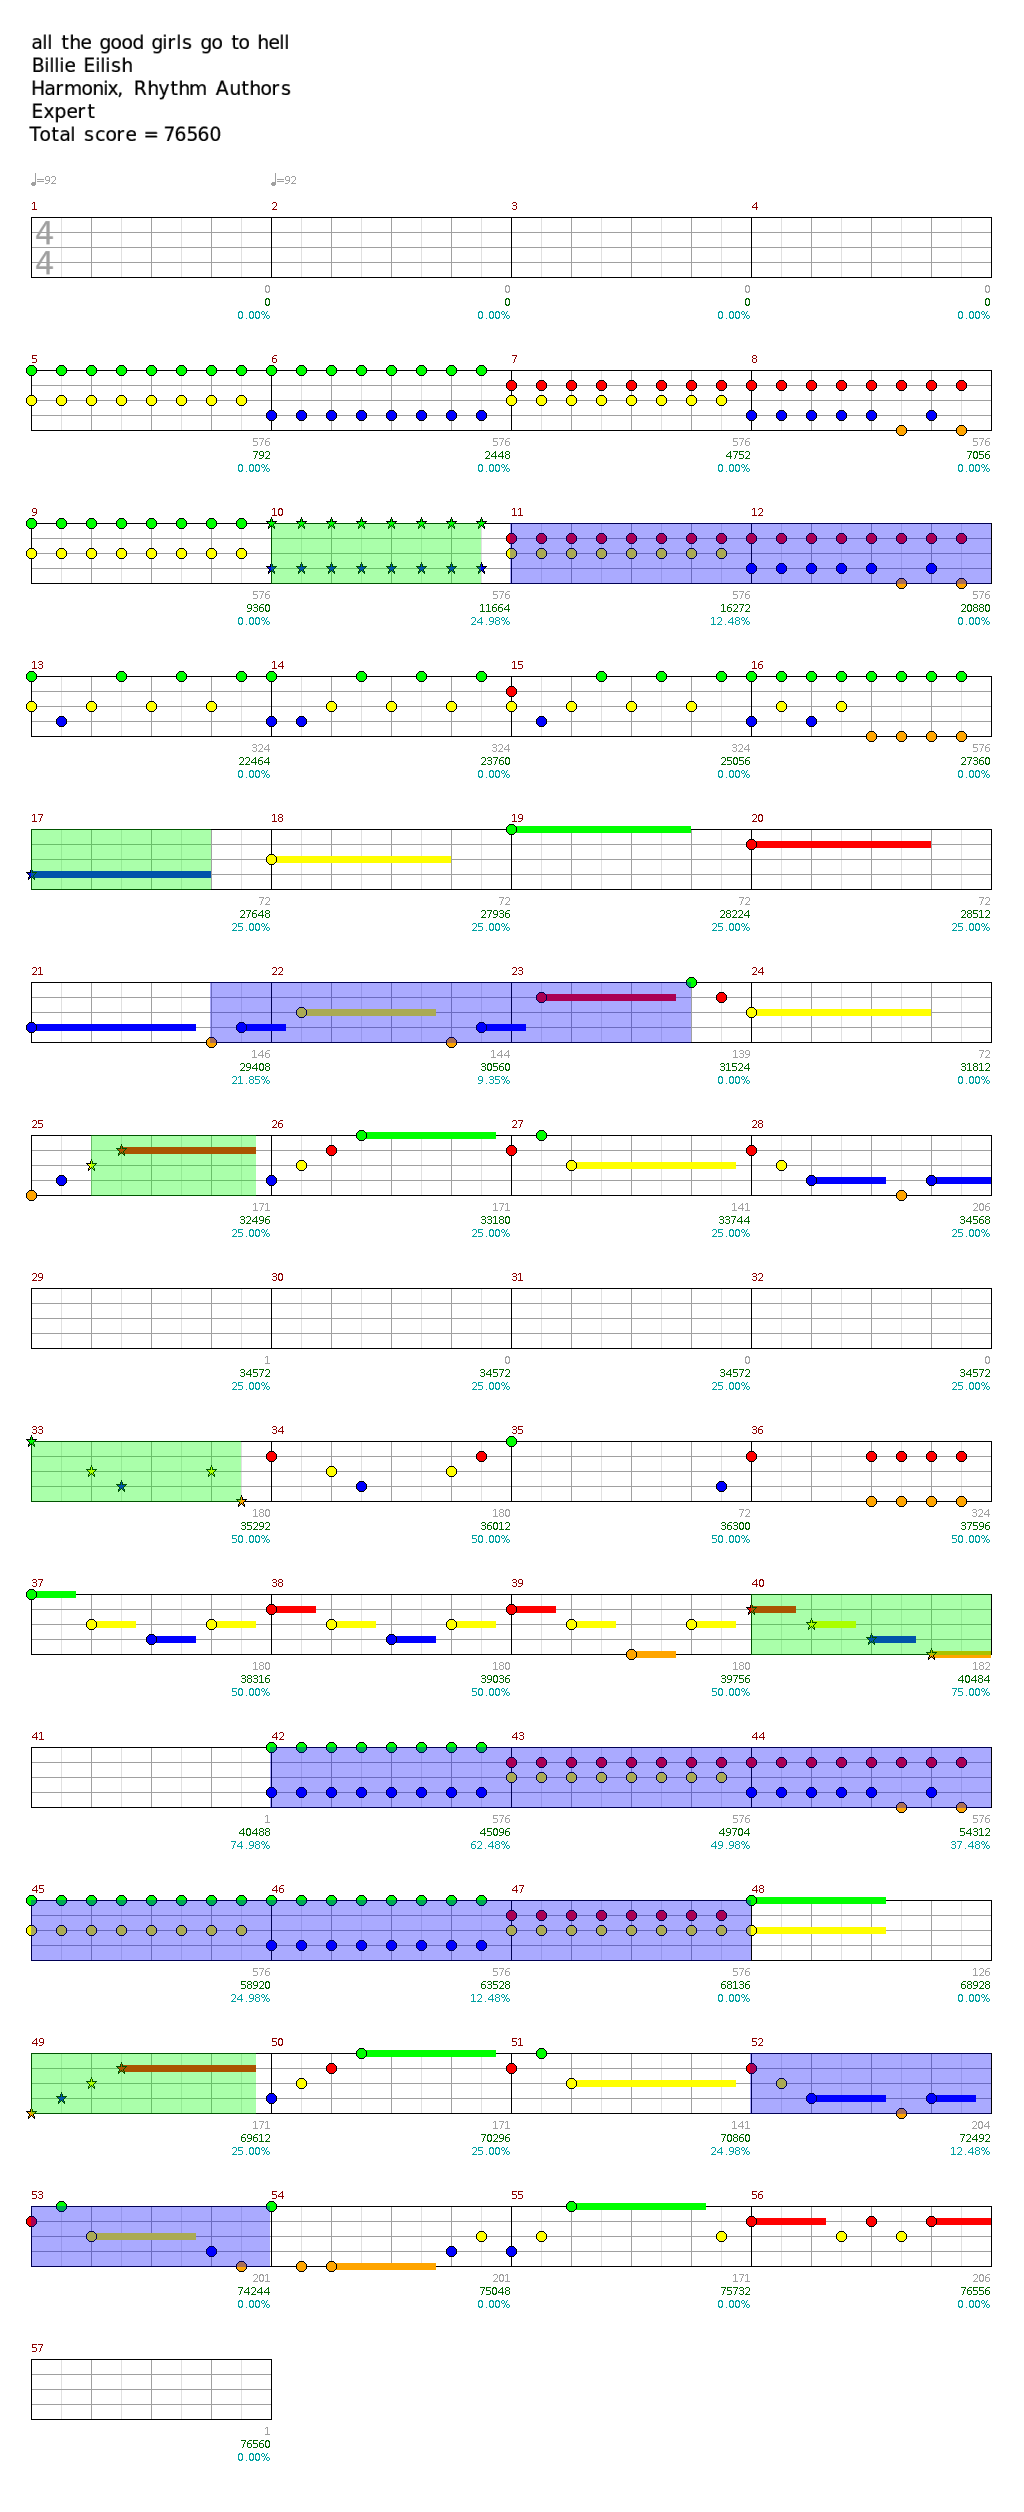 all the good girls go to hell
Billie Eilish
Harmonix, Rhythm Authors
Expert
Total score = 76560
♩=92 ♩=92
1 2 3 4
4
4
0 0 0 0
0 0 0 0
0.00% 0.00% 0.00% 0.00%
5 6 7 8
576 576 576 576
792 2448 4752 7056
0.00% 0.00% 0.00% 0.00%
9 10 11 12
576 576 576 576
9360 11664 16272 20880
0.00% 24.98% 12.48% 0.00%
13 14 15 16
324 324 324 576
22464 23760 25056 27360
0.00% 0.00% 0.00% 0.00%
17 18 19 20
72 72 72 72
27648 27936 28224 28512
25.00% 25.00% 25.00% 25.00%
21 22 23 24
146 144 139 72
29408 30560 31524 31812
21.85% 9.35% 0.00% 0.00%
25 26 27 28
171 171 141 206
32496 33180 33744 34568
25.00% 25.00% 25.00% 25.00%
29 30 31 32
1 0 0 0
34572 34572 34572 34572
25.00% 25.00% 25.00% 25.00%
33 34 35 36
180 180 72 324
35292 36012 36300 37596
50.00% 50.00% 50.00% 50.00%
37 38 39 40
180 180 180 182
38316 39036 39756 40484
50.00% 50.00% 50.00% 75.00%
41 42 43 44
1 576 576 576
40488 45096 49704 54312
74.98% 62.48% 49.98% 37.48%
45 46 47 48
576 576 576 126
58920 63528 68136 68928
24.98% 12.48% 0.00% 0.00%
49 50 51 52
171 171 141 204
69612 70296 70860 72492
25.00% 25.00% 24.98% 12.48%
53 54 55 56
201 201 171 206
74244 75048 75732 76556
0.00% 0.00% 0.00% 0.00%
57
1
76560
0.00%